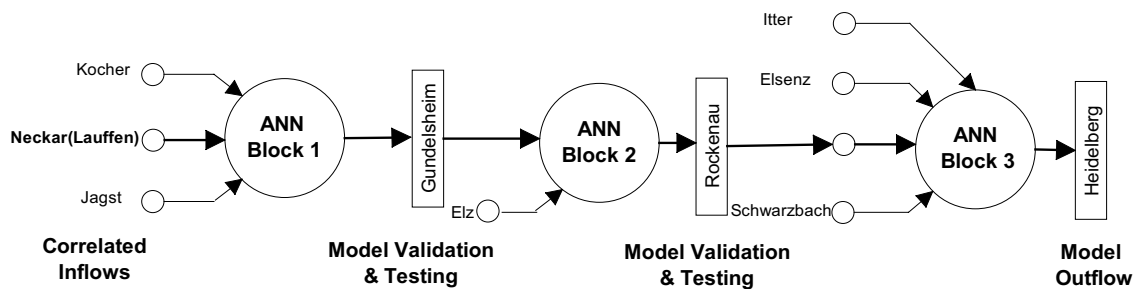 Kocher
Neckar(Lauffen)
Jagst
Correlated
Inflows
ANN
Block 1
Gundelsheim
Model Validation
& Testing
Elz
ANN
Block 2
Rockenau
Model Validation
& Testing
Itter
Elsenz
Schwarzbach
ANN
Block 3
Heidelberg
Model
Outflow